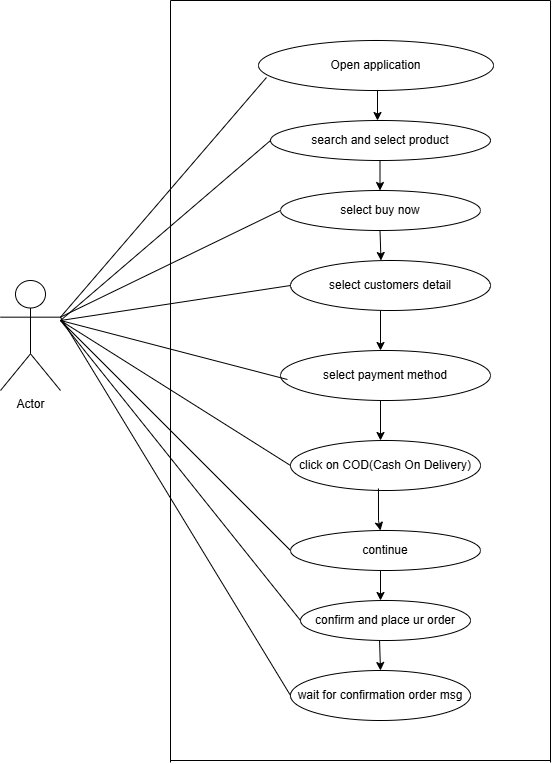 Open application
search and select product
select buy now
select customers detail
select payment method
Actor
click on COD(Cash On Delivery)
continue
confirm and place ur order
wait for confirmation order msg